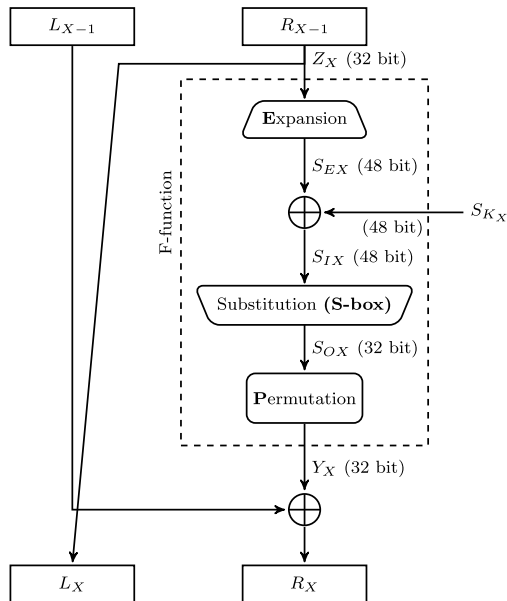 L_{X−1}
R_{X−1}
Z_X (32 bit)
Expansion
S_{EX} (48 bit)
F-function
S_{K_X}
(48 bit)
S_{IX} (48 bit)
Substitution (S-box)
S_{OX} (32 bit)
Permutation
Y_X (32 bit)
L_X
R_X